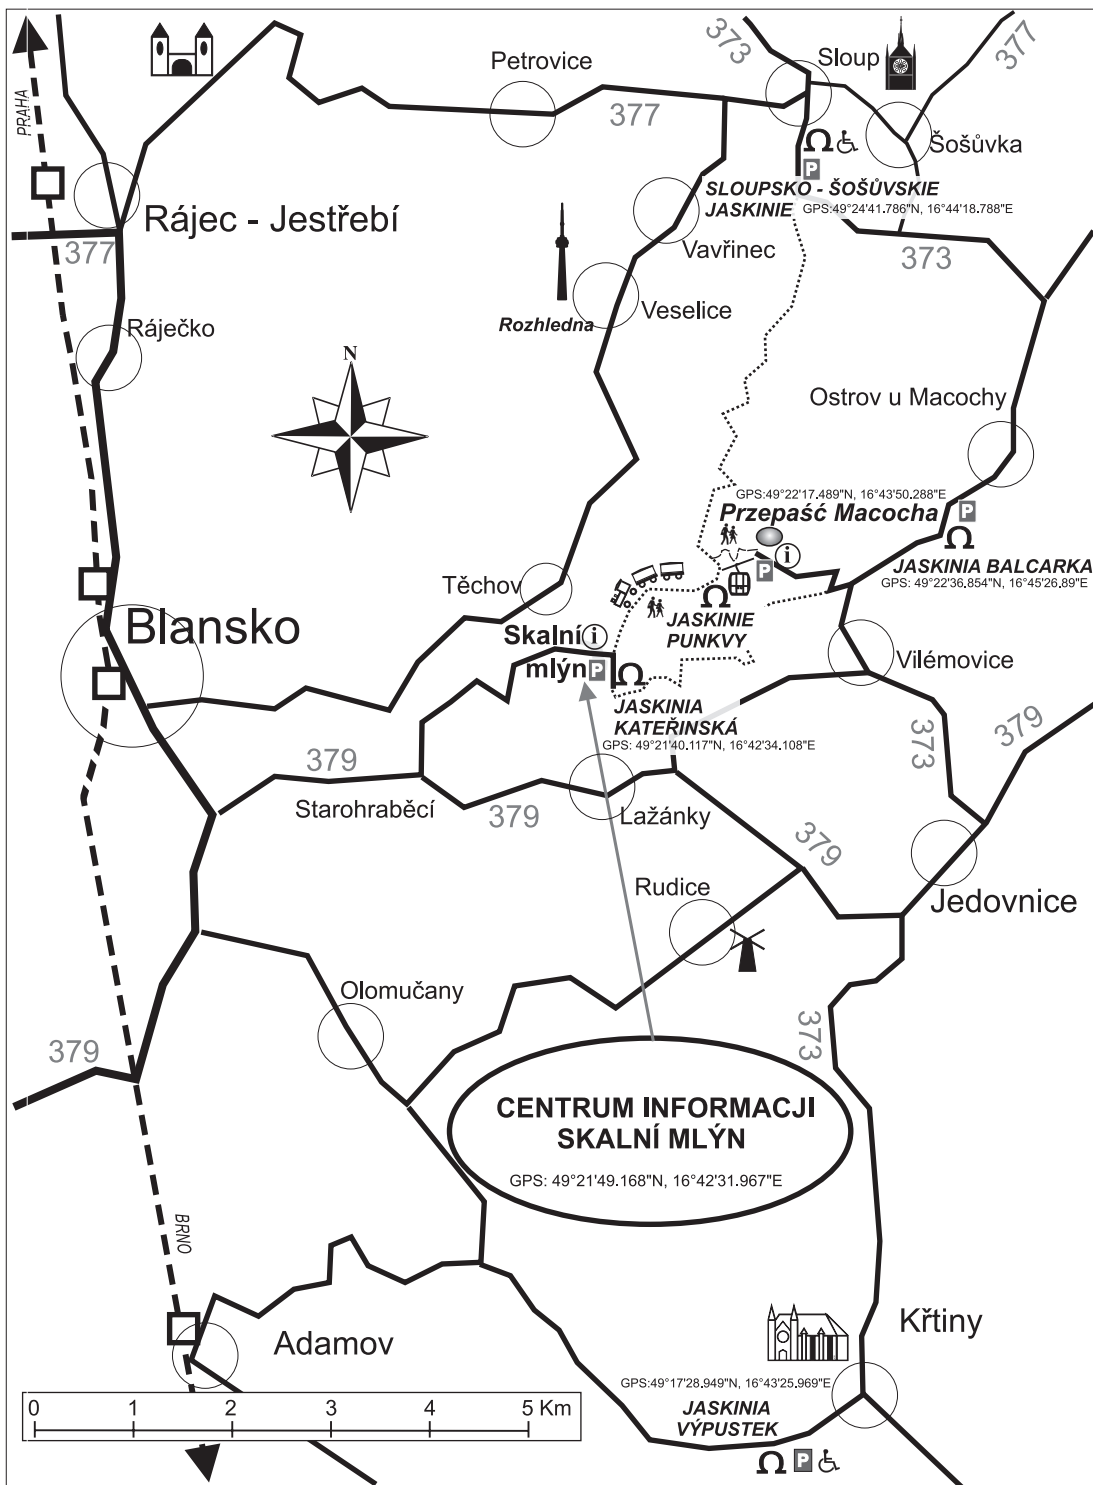 PRAHA
Petrovice
373
Sloup
377
377
Šošůvka
SLOUPSKO - ŠOŠŮVSKIE
JASKINIE GPS:49°24'41.786"N, 16°44'18.788"E
Rájec - Jestřebí
377
Vavřinec
373
Ráječko
Rozhledna
Veselice
N
Ostrov u Macochy
GPS:49°22'17.489"N, 16°43'50.288"E
Przepaść Macocha
P
i
P
JASKINIA BALCARKA
GPS: 49°22'36.854"N, 16°45'26.89"E
Těchov
JASKINIE
PUNKVY
Blansko
Skalní i
mlýn P
Vilémovice
JASKINIA
KATEŘINSKÁ
GPS: 49°21'40.117"N, 16°42'34.108"E
373
379
379
Starohraběcí
379
Lažánky
379
Rudice
Jedovnice
Olomučany
379
373
CENTRUM INFORMACJI
SKALNÍ MLÝN
GPS: 49°21'49.168"N, 16°42'31.967"E
BRNO
Adamov
Křtiny
GPS:49°17'28.949"N, 16°43'25.969"E
JASKINIA
VÝPUSTEK
P
0 1 2 3 4 5 Km
P